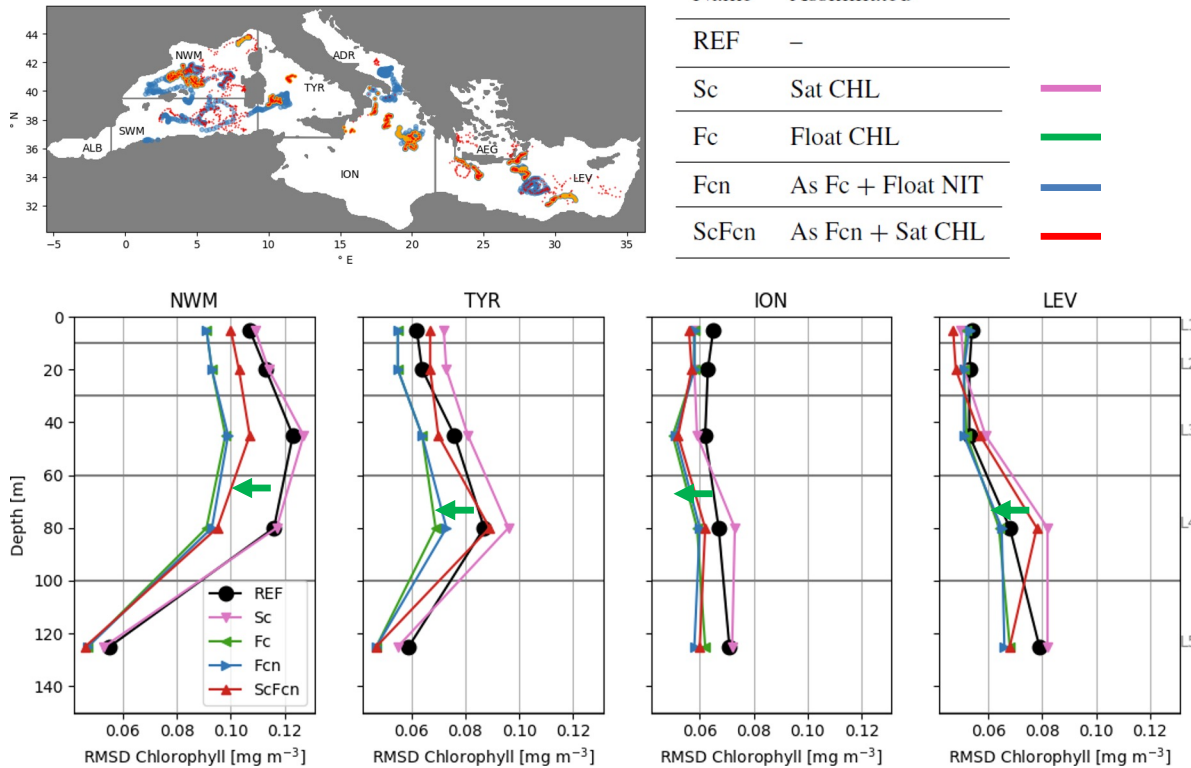 Name Assimilated
REF –
Sc Sat CHL
Fc Float CHL
Fcn As Fc + Float NIT
ScFcn As Fcn + Sat CHL
44
42
40
38
36
34
32
° N
NWM
ADR
TYR
SWM
ALB
ION
AEG
LEV
−5 0 5 10 15 20 25 30 35
° E
NWM TYR ION LEV
0
20
40
60
80
100
120
140
Depth [m]
REF
Sc
Fc
Fcn
ScFcn
L2
L4
L5
0.06 0.08 0.10 0.12
0.06 0.08 0.10 0.12
0.06 0.08 0.10 0.12
0.06 0.08 0.10 0.12
RMSD Chlorophyll [mg m⁻³]
RMSD Chlorophyll [mg m⁻³]
RMSD Chlorophyll [mg m⁻³]
RMSD Chlorophyll [mg m⁻³]